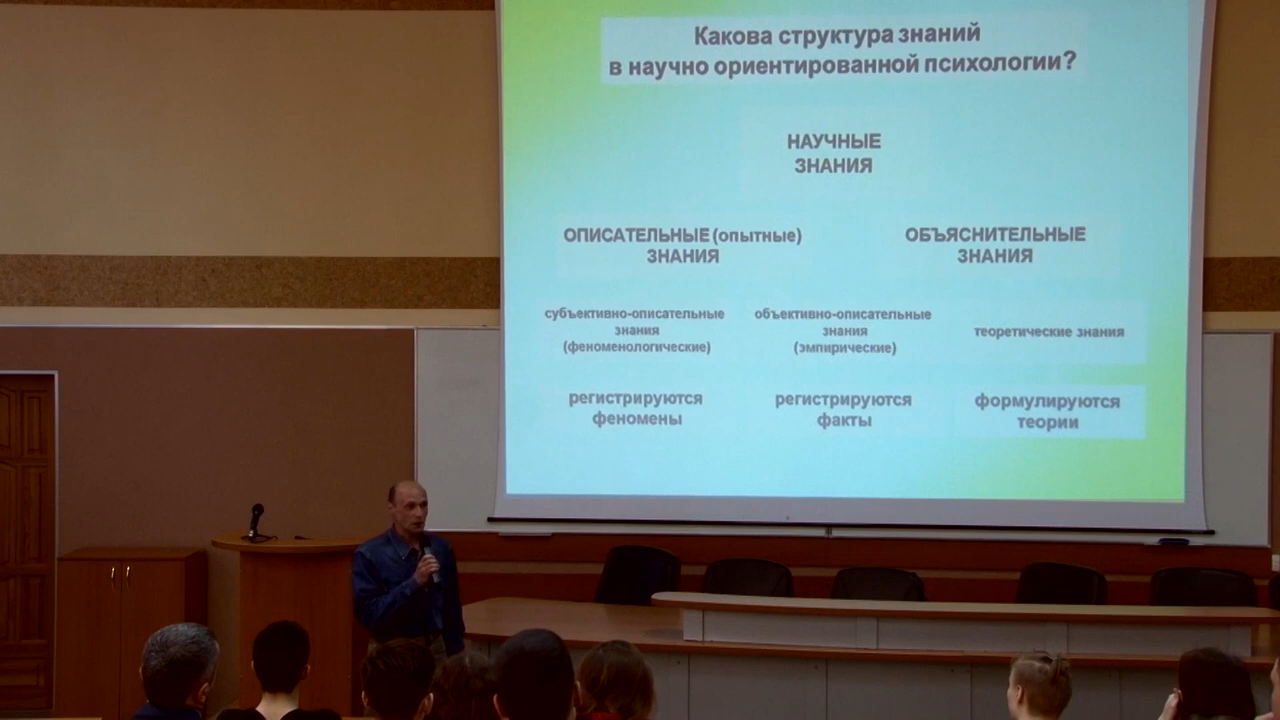 Какова структура знаний
в научно ориентированной психологии?
НАУЧНЫЕ
ЗНАНИЯ
ОПИСАТЕЛЬНЫЕ (опытные)
ЗНАНИЯ
ОБЪЯСНИТЕЛЬНЫЕ
ЗНАНИЯ
субъективно-описательные
знания
(феноменологические)
объективно-описательные
знания
(эмпирические)
теоретические знания
регистрируются
феномены
регистрируются
факты
формулируются
теории